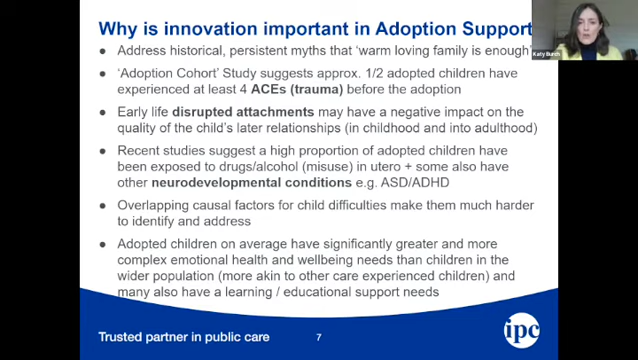 Why is innovation important in Adoption Support
Katy Burch
• Address historical, persistent myths that ‘warm loving family is enough’
• ‘Adoption Cohort’ Study suggests approx. 1/2 adopted children have
experienced at least 4 ACEs (trauma) before the adoption
• Early life disrupted attachments may have a negative impact on the
quality of the child’s later relationships (in childhood and into adulthood)
• Recent studies suggest a high proportion of adopted children have
been exposed to drugs/alcohol (misuse) in utero + some also have
other neurodevelopmental conditions e.g. ASD/ADHD
• Overlapping causal factors for child difficulties make them much harder
to identify and address
• Adopted children on average have significantly greater and more
complex emotional health and wellbeing needs than children in the
wider population (more akin to other care experienced children) and
many also have a learning / educational support needs
Trusted partner in public care
7
ipc